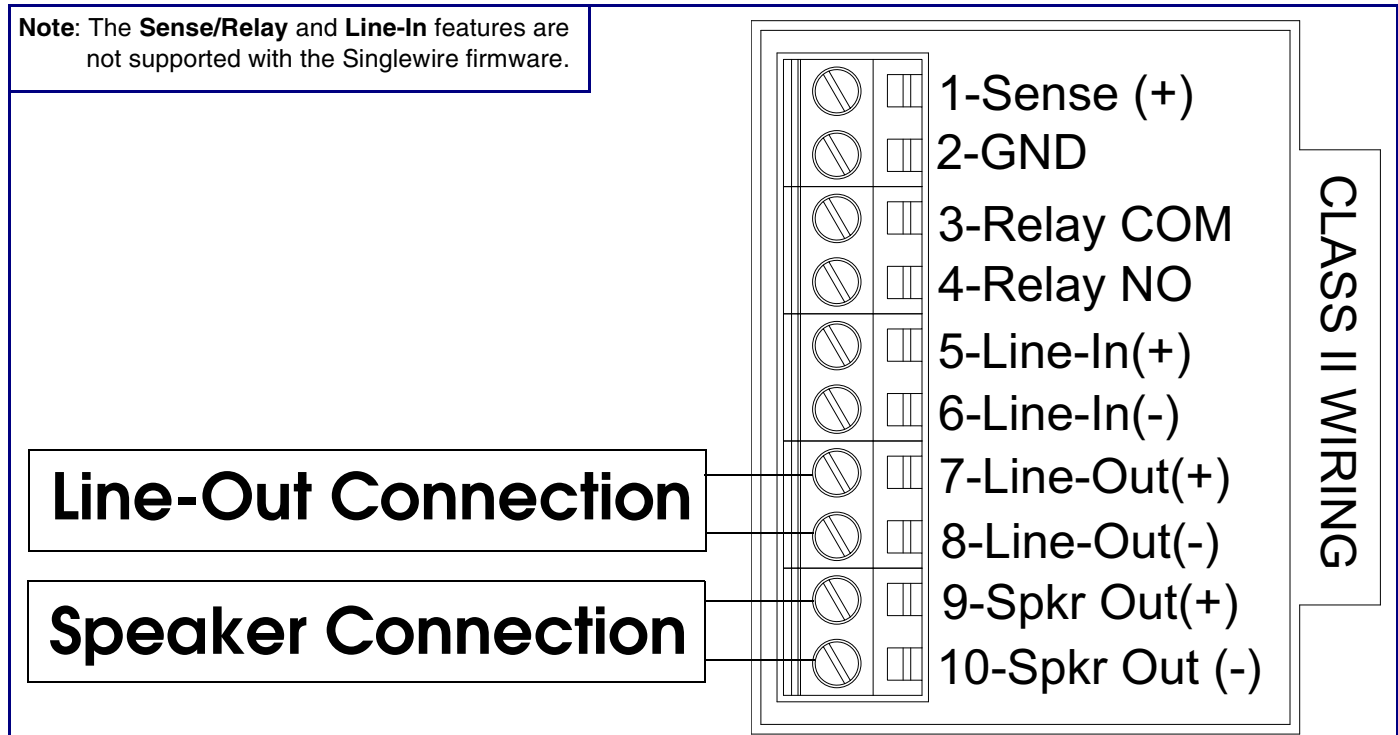 Note: The Sense/Relay and Line-In features are
not supported with the Singlewire firmware.
1-Sense (+)
2-GND
3-Relay COM
4-Relay NO
5-Line-In(+)
6-Line-In(-)
Line-Out Connection
7-Line-Out(+)
8-Line-Out(-)
Speaker Connection
9-Spkr Out(+)
10-Spkr Out (-)
CLASS II WIRING